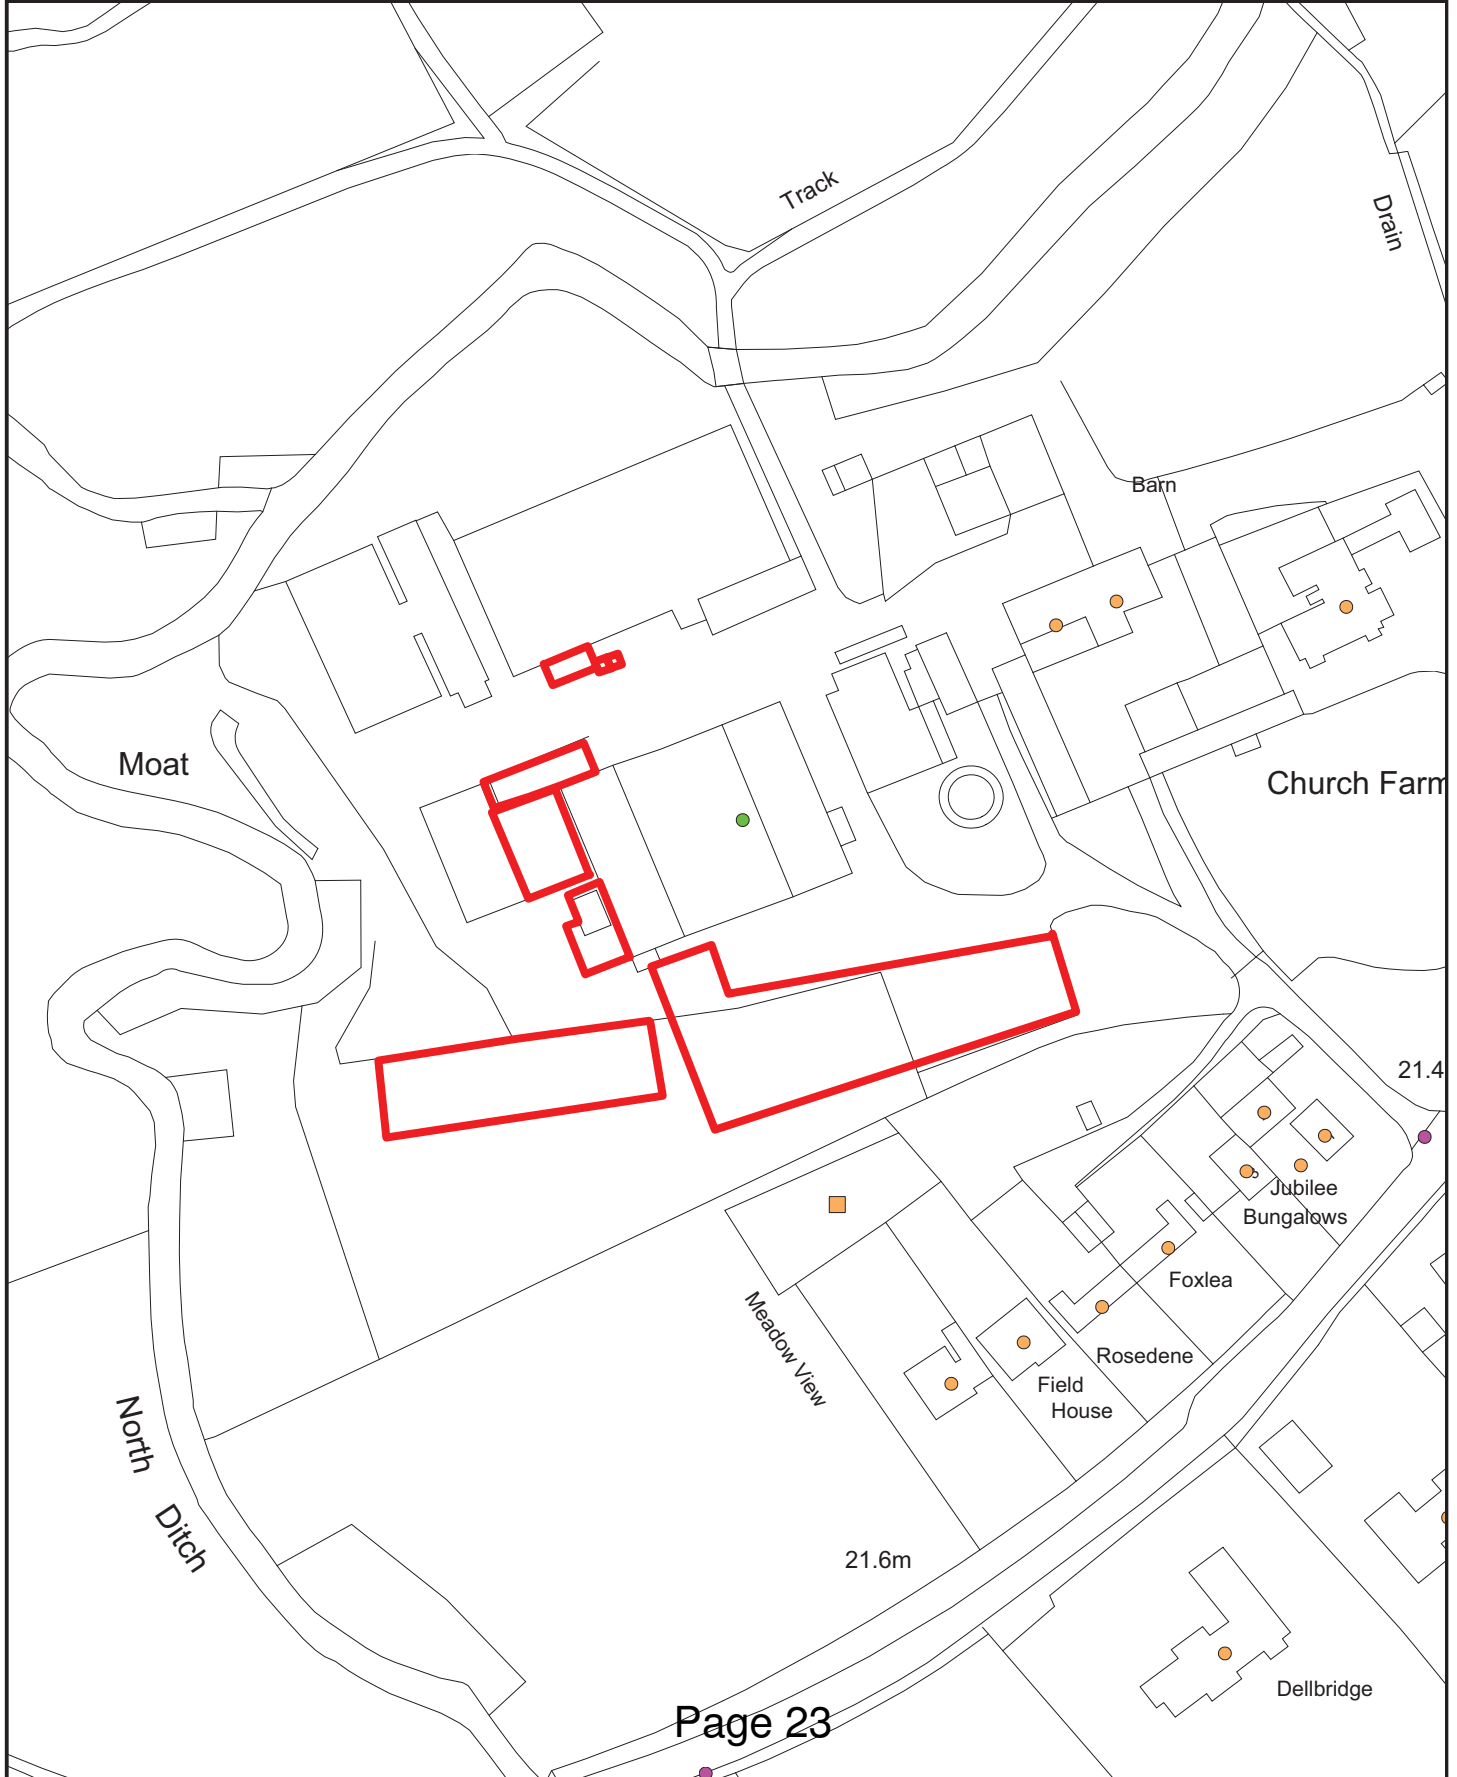 Track
Drain
Barn
Moat
Church Farm
21.4
Jubilee
Bungalows
Foxlea
Meadow View
Rosedene
Field
House
North
Ditch
21.6m
Dellbridge
Page 23